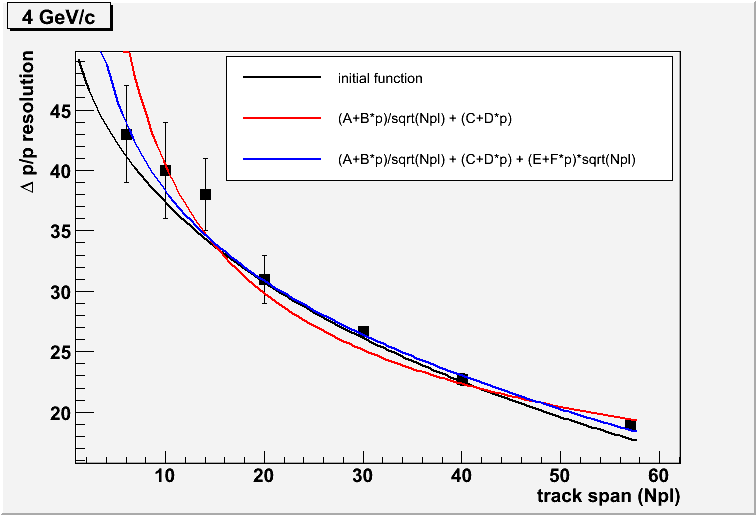 4 GeV/c
Δ p/p resolution
45
40
35
30
25
20
initial function
(A+B*p)/sqrt(Npl) + (C+D*p)
(A+B*p)/sqrt(Npl) + (C+D*p) + (E+F*p)*sqrt(Npl)
10 20 30 40 50 60
track span (Npl)